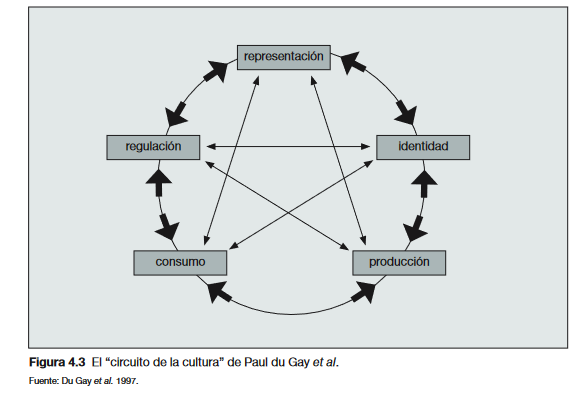 representación
regulación
identidad
consumo
producción
Figura 4.3 El “circuito de la cultura” de Paul du Gay et al.
Fuente: Du Gay et al. 1997.